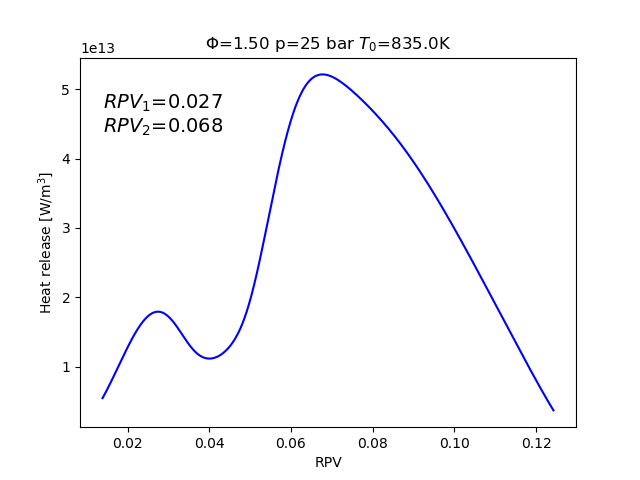 Φ=1.50 p=25 bar T₀=835.0K
1e13
RPV₁=0.027
RPV₂=0.068
5
4
3
2
1
Heat release [W/m³]
0.02 0.04 0.06 0.08 0.10 0.12
RPV